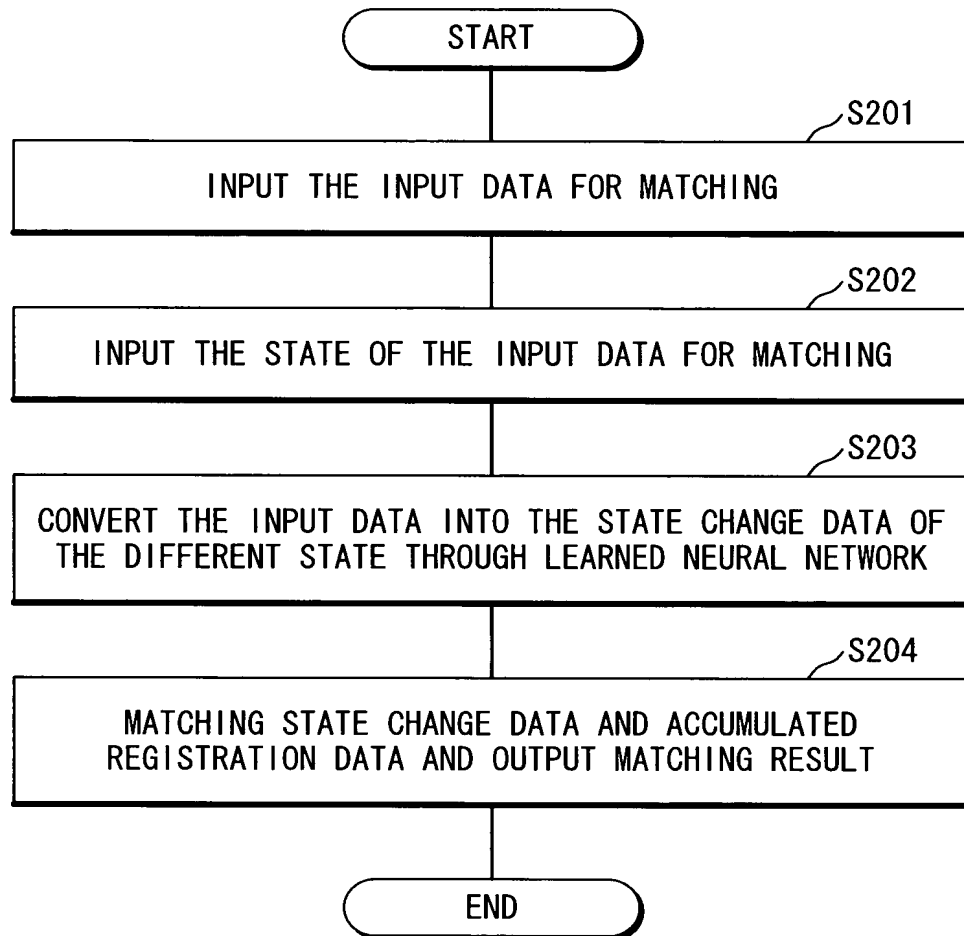 START
S201
INPUT THE INPUT DATA FOR MATCHING
S202
INPUT THE STATE OF THE INPUT DATA FOR MATCHING
S203
CONVERT THE INPUT DATA INTO THE STATE CHANGE DATA OF
THE DIFFERENT STATE THROUGH LEARNED NEURAL NETWORK
S204
MATCHING STATE CHANGE DATA AND ACCUMULATED
REGISTRATION DATA AND OUTPUT MATCHING RESULT
END